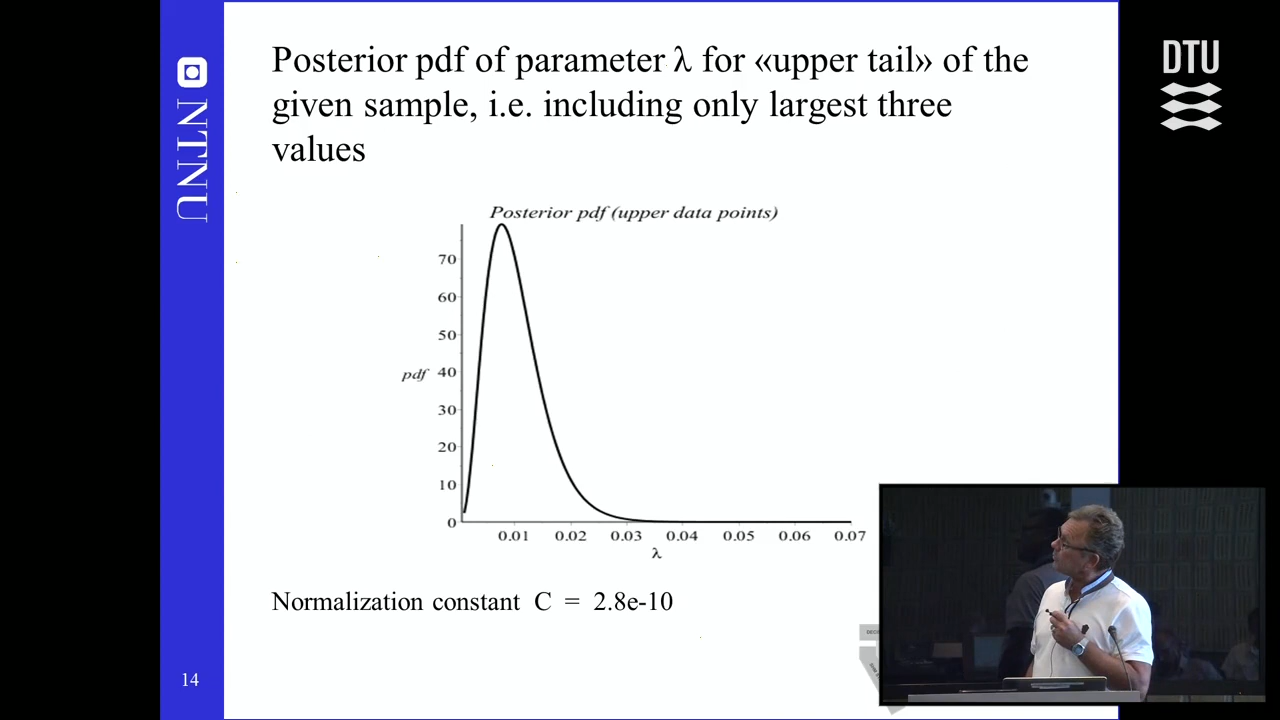 Posterior pdf of parameter λ for «upper tail» of the
given sample, i.e. including only largest three
values
NTNU
DTU
Posterior pdf (upper data points)
70
60
50
pdf 40
30
20
10
0
0.01 0.02 0.03 0.04 0.05 0.06 0.07
λ
Normalization constant C = 2.8e-10
14